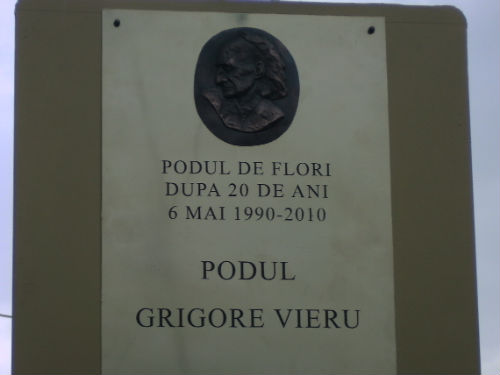 PODUL DE FLORI
DUPA 20 DE ANI
6 MAI 1990-2010
PODUL
GRIGORE VIERU